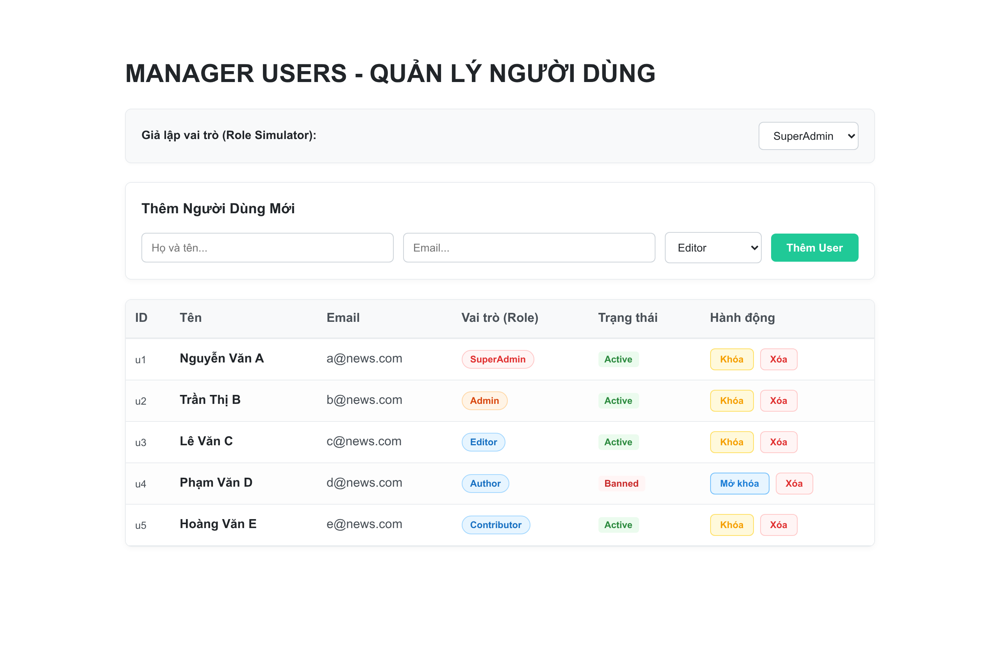 MANAGER USERS - QUẢN LÝ NGƯỜI DÙNG
Giả lập vai trò (Role Simulator):
SuperAdmin
Thêm Người Dùng Mới
Họ và tên...
Email...
Editor
Thêm User
ID Tên Email Vai trò (Role) Trạng thái Hành động
u1 Nguyễn Văn A a@news.com SuperAdmin Active Khóa Xóa
u2 Trần Thị B b@news.com Admin Active Khóa Xóa
u3 Lê Văn C c@news.com Editor Active Khóa Xóa
u4 Phạm Văn D d@news.com Author Banned Mở khóa Xóa
u5 Hoàng Văn E e@news.com Contributor Active Khóa Xóa